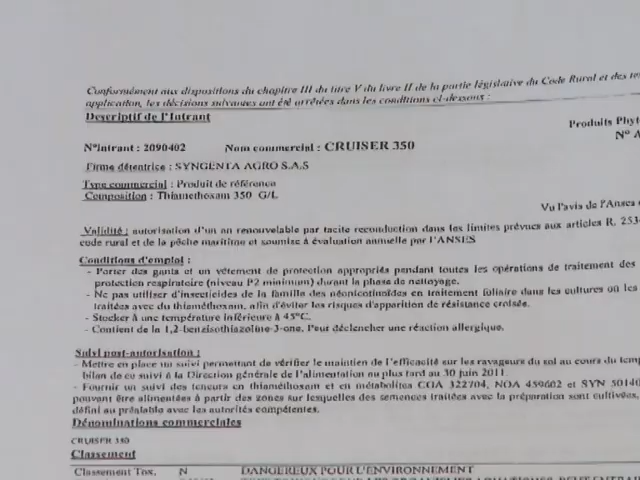 Conformément aux dispositions du chapitre III du titre V du livre II de la partie législative du Code Rural et des
application, les décisions suivantes ont été arrêtées dans les conditions ci-dessous :
Descriptif de l'Intrant
Produits Phyt
N° A
N°Intrant : 2090402 Nom commercial : CRUISER 350
Firme détentrice : SYNGENTA AGRO S.A.S
Type commercial : Produit de référence
Composition : Thiamethoxam 350 G/L
Vu l'avis de l'Anses
Validité : autorisation d'un an renouvelable par tacite reconduction dans les limites prévues aux articles R. 253
code rural et de la pêche maritime et soumise à évaluation annuelle par l'ANSES
Conditions d'emploi :
- Porter des gants et un vêtement de protection appropriés pendant toutes les opérations de traitement des
protection respiratoire (niveau P2 minimum) durant la phase de nettoyage.
- Ne pas utiliser d'insecticides de la famille des néonicotinoïdes en traitement foliaire dans les cultures où les
traitées avec du thiaméthoxam, afin d'éviter les risques d'apparition de résistance croisée.
- Stocker à une température inférieure à 45°C.
- Contient de la 1,2-benzisothiazoline-3-one. Peut déclencher une réaction allergique.
Suivi post-autorisation :
- Mettre en place un suivi permettant de vérifier le maintien de l'efficacité sur les ravageurs du sol au cours du temp
bilan de ce suivi à la Direction générale de l'alimentation au plus tard au 30 juin 2011.
- Fournir un suivi des teneurs en thiaméthoxam et en métabolites CGA 322704, NOA 459602 et SYN 50140
pouvant être alimentées à partir des zones sur lesquelles des semences traitées avec la préparation sont cultivées,
défini au préalable avec les autorités compétentes.
Dénominations commerciales
CRUISER 350
Classement
Classement Tox. N DANGEREUX POUR L'ENVIRONNEMENT